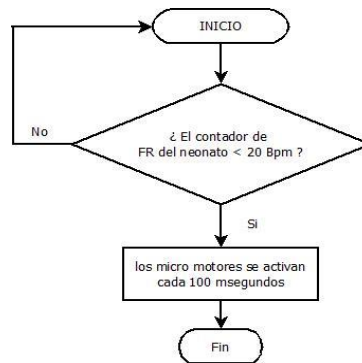 INICIO
¿ El contador de
FR del neonato < 20 Bpm ?
No
Si
los micro motores se activan
cada 100 msegundos
Fin